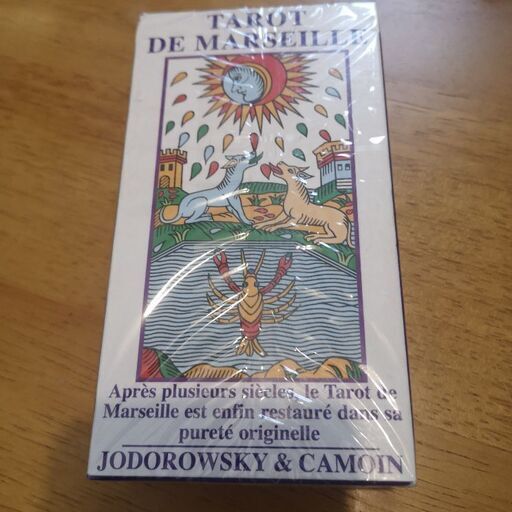 TAROT
DE MARSEILLE
Après plusieurs siècles, le Tarot de
Marseille est enfin restauré dans sa
pureté originelle
JODOROWSKY & CAMOIN